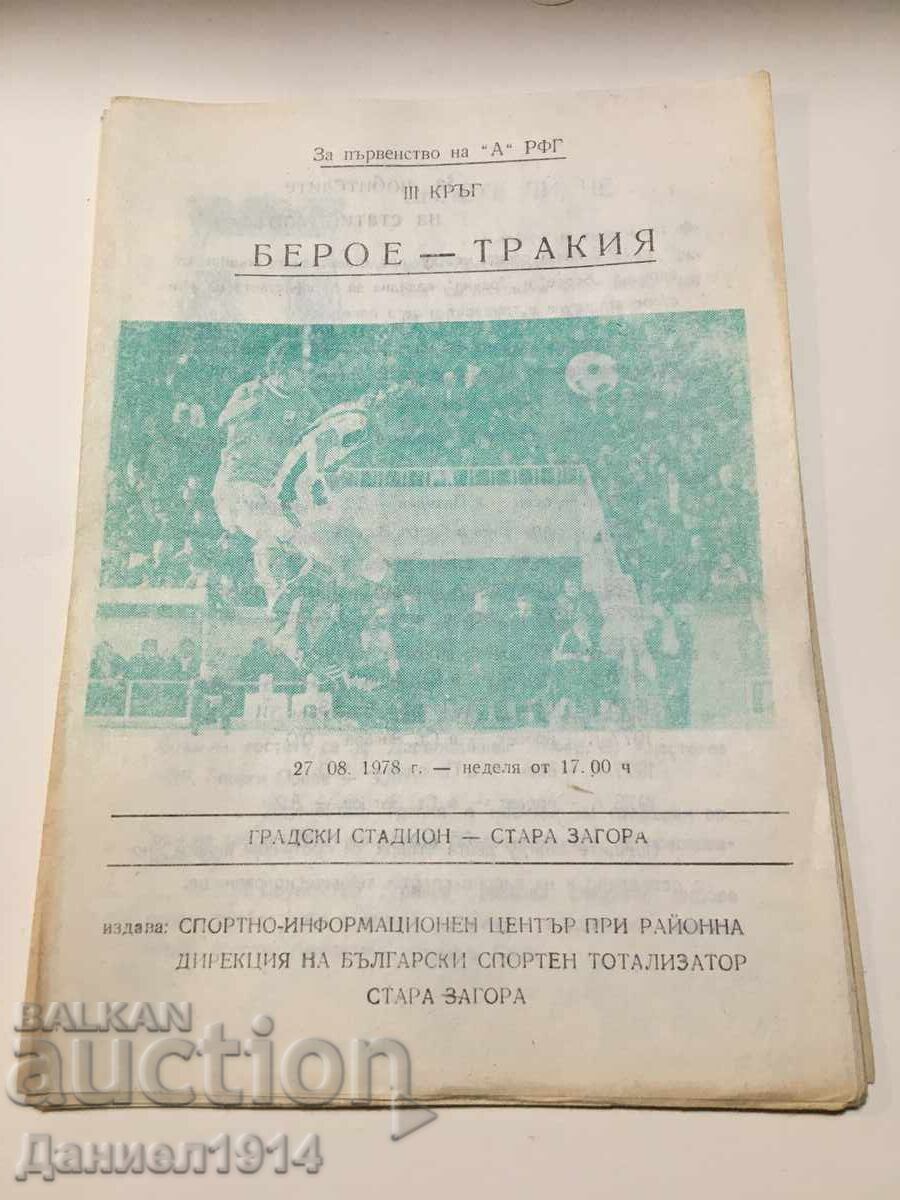 За първенство на "А" РФГ
III КРЪГ
БЕРОЕ — ТРАКИЯ
27 08. 1978 г. — неделя от 17.00 ч
ГРАДСКИ СТАДИОН — СТАРА ЗАГОРА
издава: СПОРТНО-ИНФОРМАЦИОНЕН ЦЕНТЪР ПРИ РАЙОННА
ДИРЕКЦИЯ НА БЪЛГАРСКИ СПОРТЕН ТОТАЛИЗАТОР
СТАРА ЗАГОРА
BALKAN
auction
Даниел1914